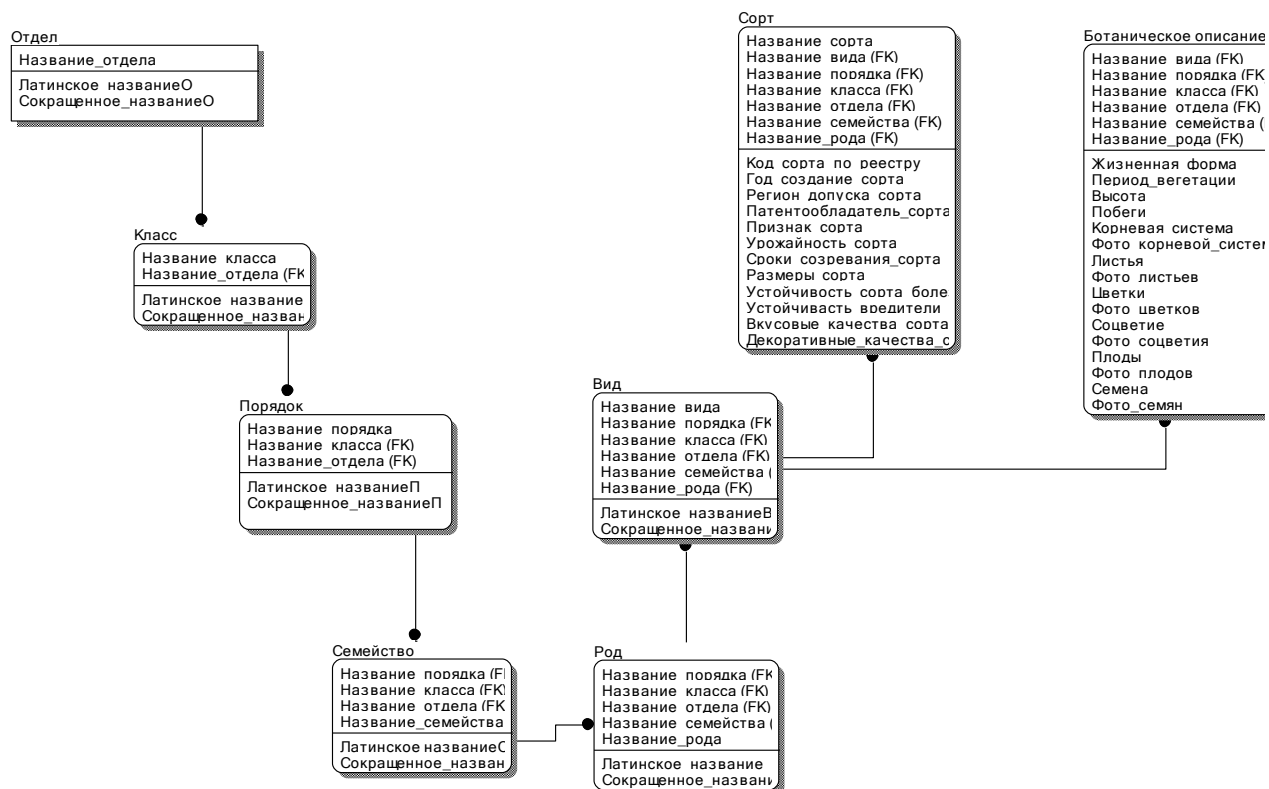 Отдел
Название_отдела
Латинское названиеО
Сокращенное_названиеО
Класс
Название класса
Название_отдела (FK
Латинское название
Сокращенное_назван
Порядок
Название порядка
Название класса (FK)
Название_отдела (FK)
Латинское названиеП
Сокращенное_названиеП
Семейство
Название порядка (F
Название класса (FK)
Название отдела (FK
Название_семейства
Латинское названиеС
Сокращенное_назван
Род
Название порядка (FK
Название класса (FK)
Название отдела (FK)
Название семейства (
Название_рода
Латинское название
Сокращенное_названи
Вид
Название вида
Название порядка (FK
Название класса (FK)
Название отдела (FK)
Название семейства (
Название_рода (FK)
Латинское названиеВ
Сокращенное_названи
Сорт
Название сорта
Название вида (FK)
Название порядка (FK)
Название класса (FK)
Название отдела (FK)
Название семейства (FK)
Название_рода (FK)
Код сорта по реестру
Год создание сорта
Регион допуска сорта
Патентообладатель_сорта
Признак сорта
Урожайность сорта
Сроки созревания_сорта
Размеры сорта
Устойчивость сорта боле
Устойчивасть вредители
Вкусовые качества сорта
Декоративные_качества_с
Ботаническое описание
Название вида (FK)
Название порядка (FK
Название класса (FK)
Название отдела (FK)
Название семейства (
Название_рода (FK)
Жизненная форма
Период_вегетации
Высота
Побеги
Корневая система
Фото корневой_систем
Листья
Фото листьев
Цветки
Фото цветков
Соцветие
Фото соцветия
Плоды
Фото плодов
Семена
Фото_семян